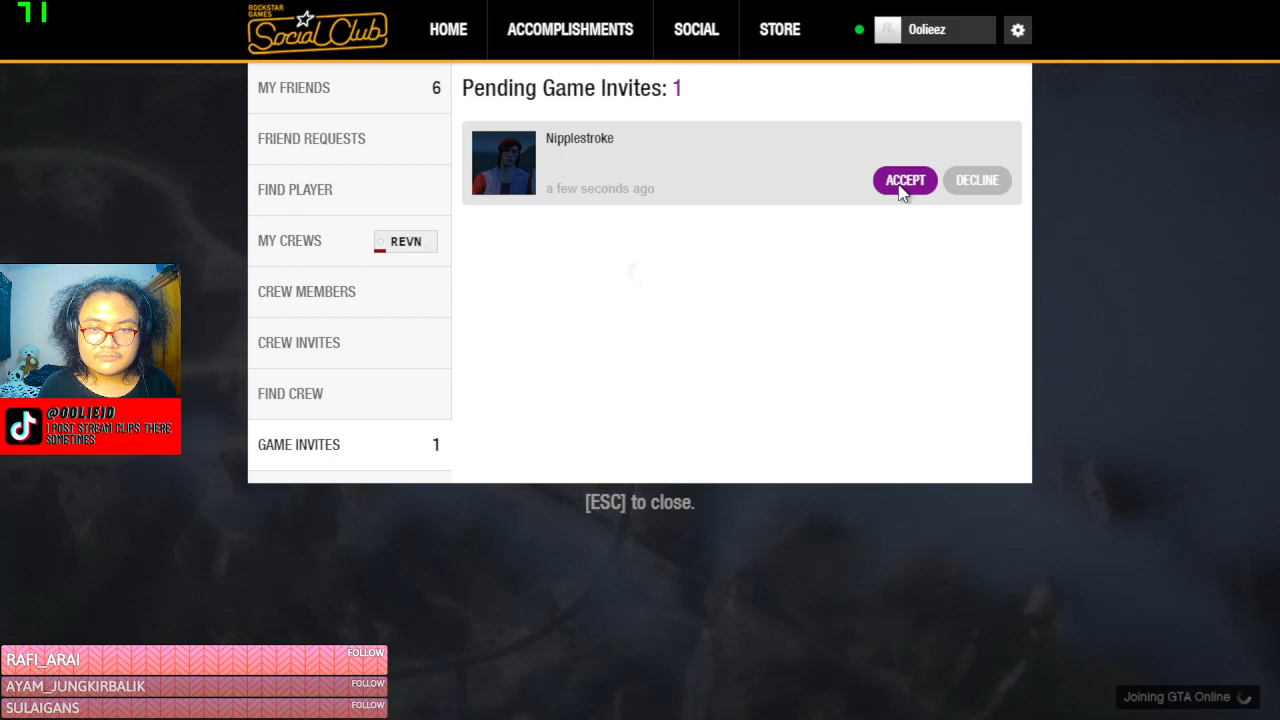 71
ROCKSTAR
GAMES
Social Club
HOME
ACCOMPLISHMENTS
SOCIAL
STORE
R
Oolieez
MY FRIENDS 6
FRIEND REQUESTS
FIND PLAYER
MY CREWS REVN
CREW MEMBERS
CREW INVITES
FIND CREW
GAME INVITES 1
Pending Game Invites: 1
Nipplestroke
a few seconds ago
ACCEPT
DECLINE
[ESC] to close.
@OOLIEID
I POST STREAM CLIPS THERE
SOMETIMES
RAFI_ARAI FOLLOW
AYAM_JUNGKIRBALIK FOLLOW
SULAIGANS FOLLOW
Joining GTA Online